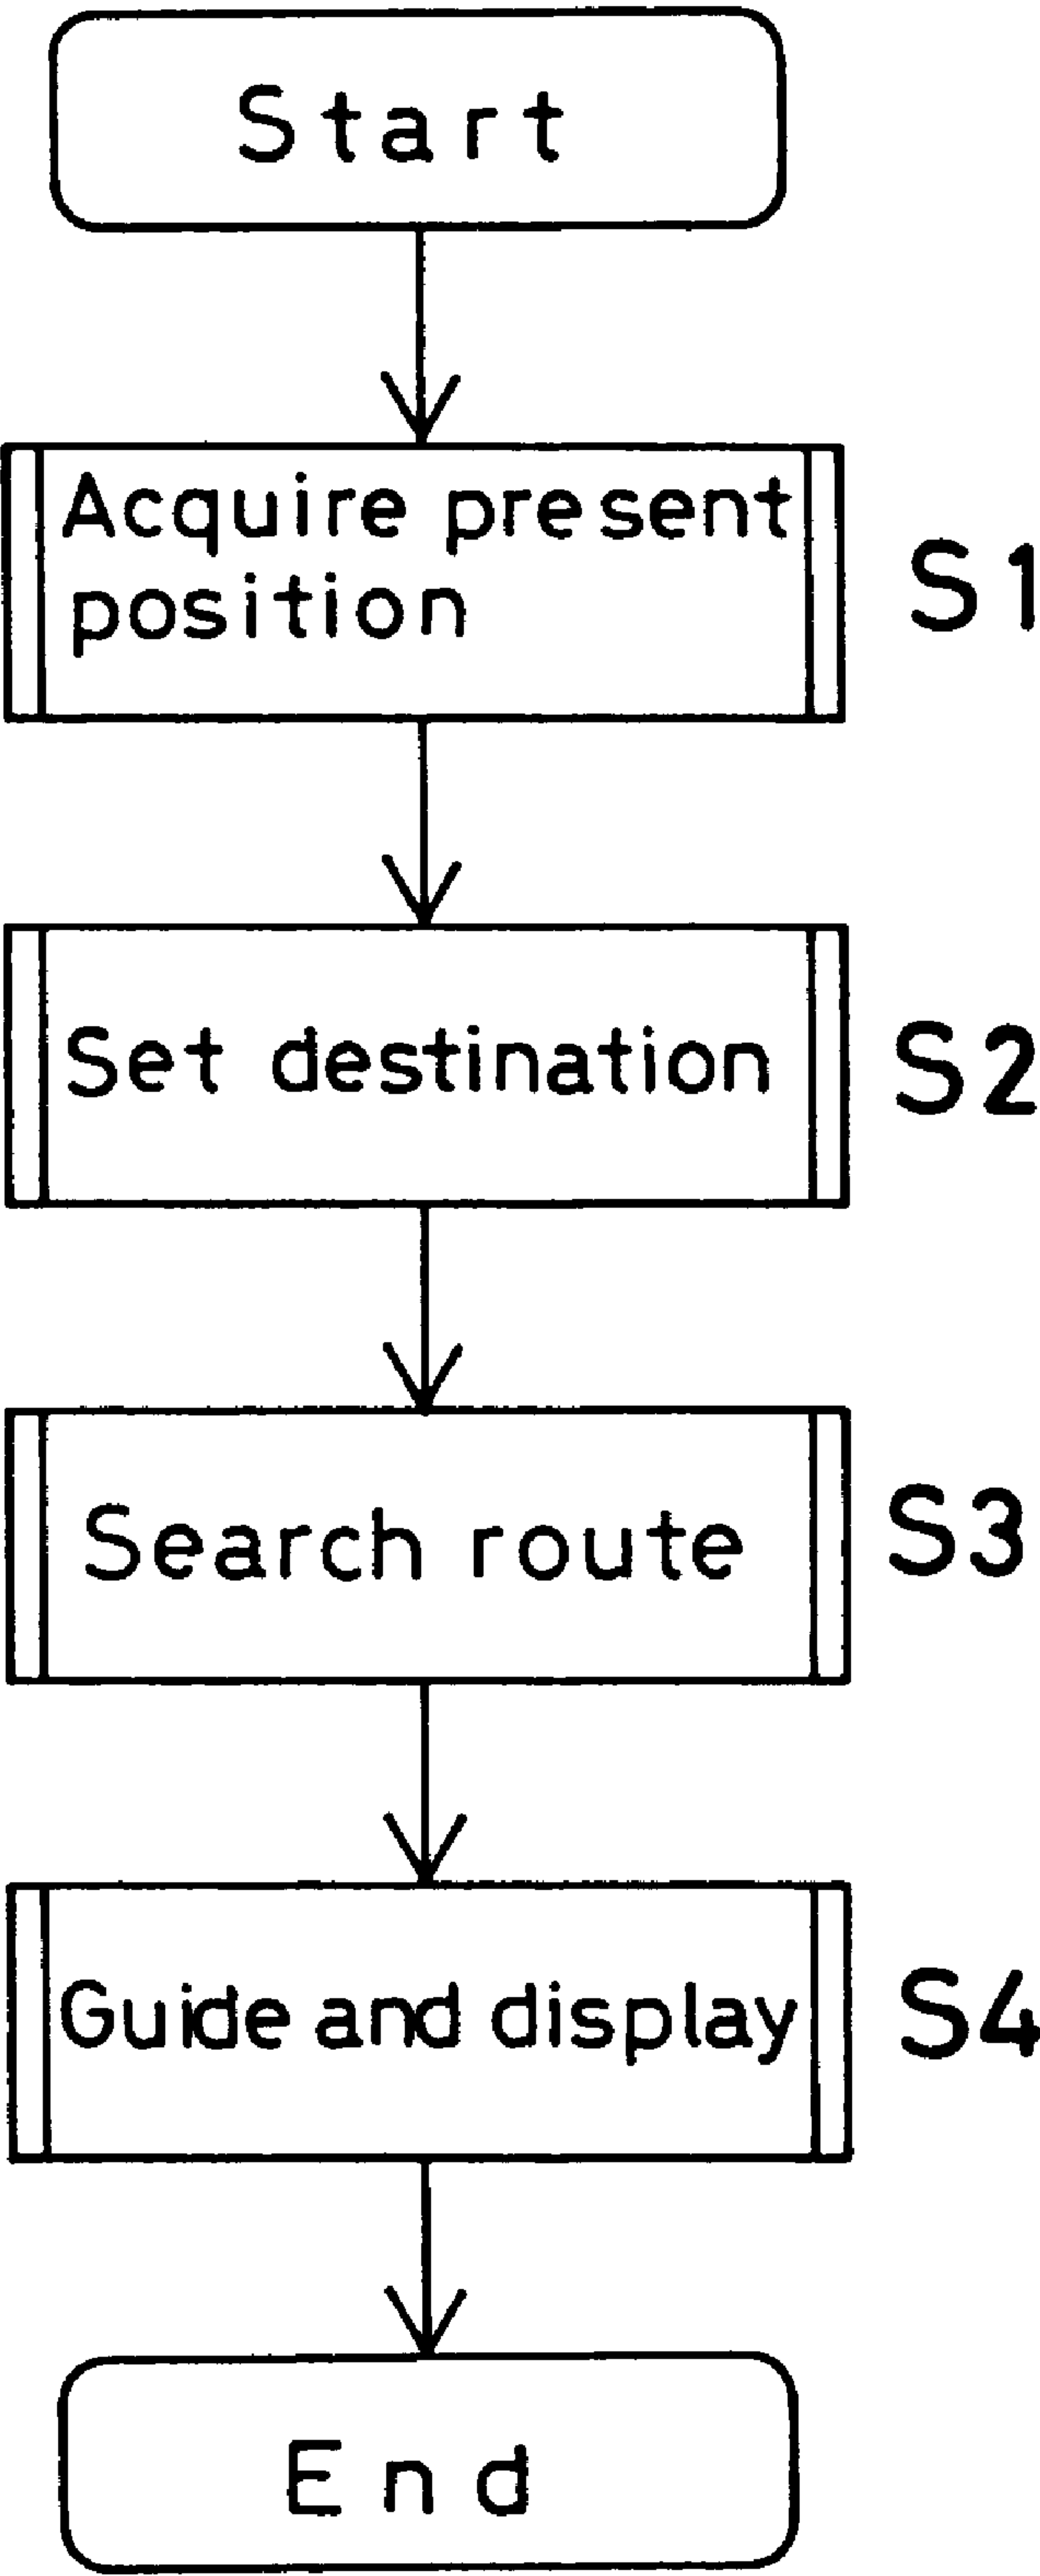 Start
Acquire present
position
S1
Set destination
S2
Search route
S3
Guide and display
S4
End